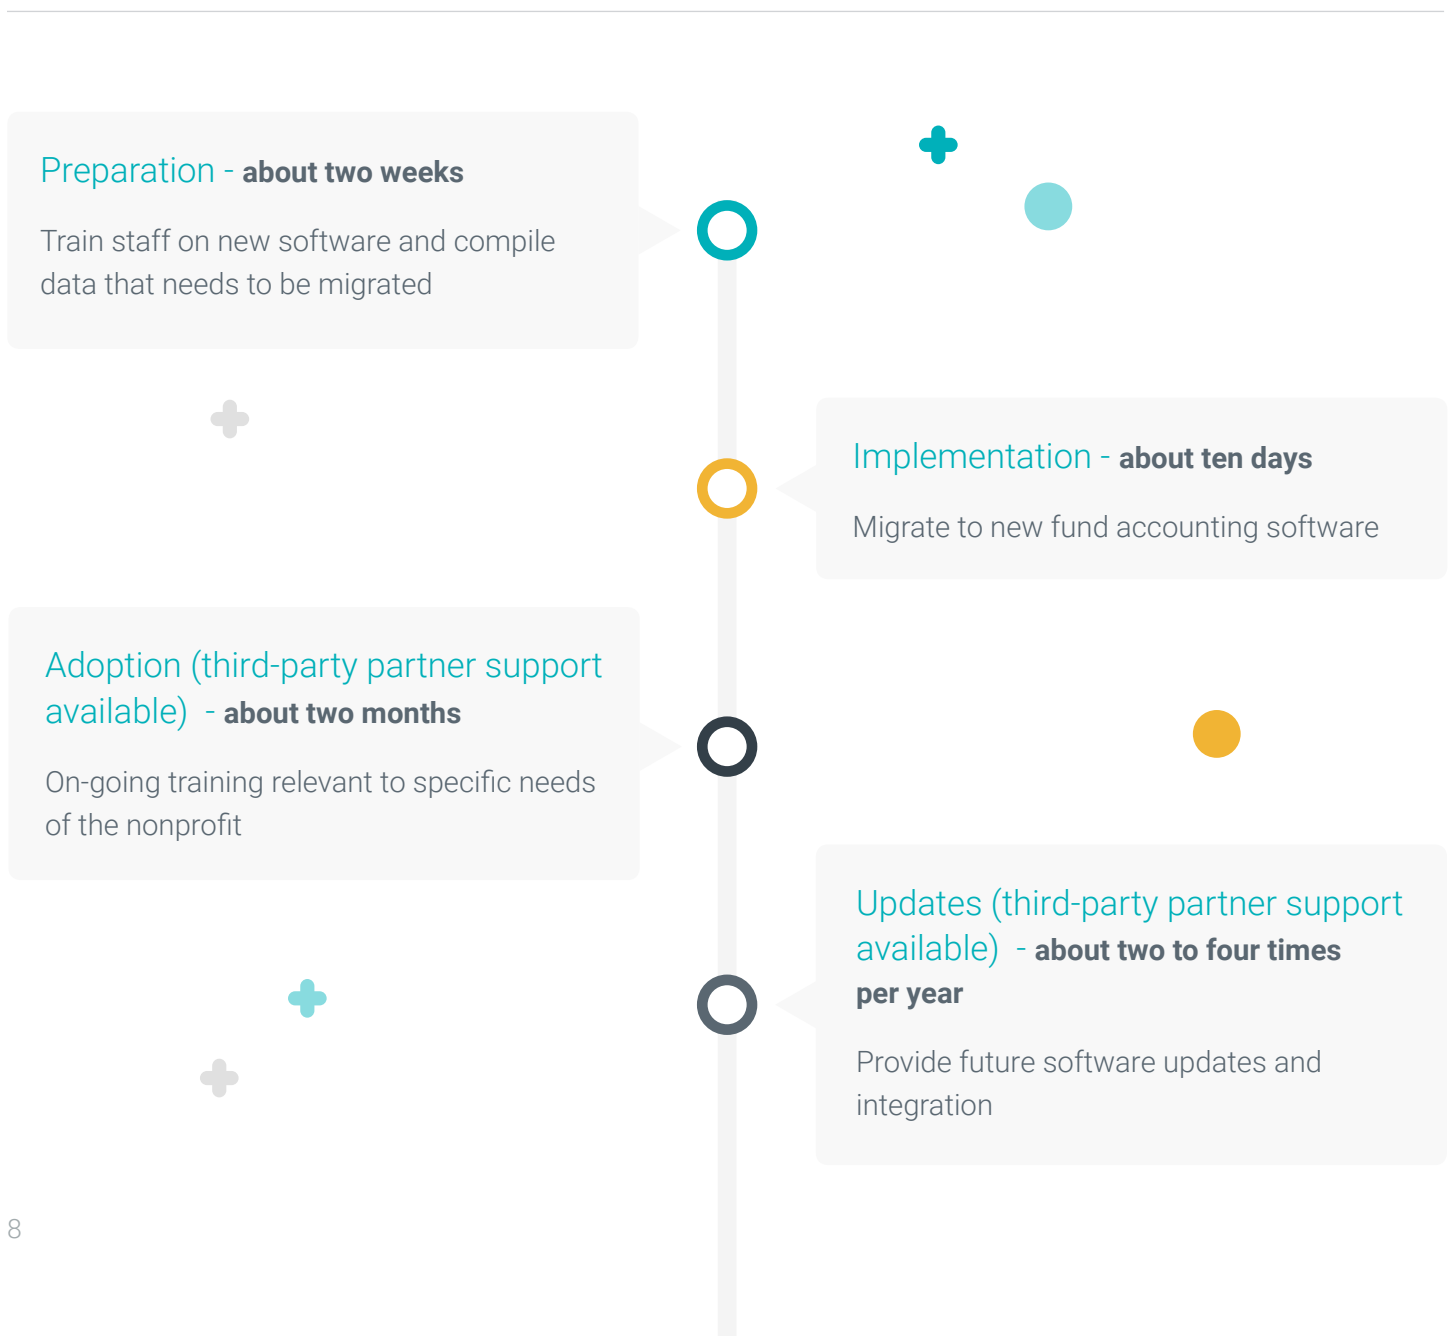 Preparation - about two weeks
Train staff on new software and compile
data that needs to be migrated
Implementation - about ten days
Migrate to new fund accounting software
Adoption (third-party partner support
available)  - about two months
On-going training relevant to specific needs
of the nonprofit
Updates (third-party partner support
available)  - about two to four times
per year
Provide future software updates and
integration
8